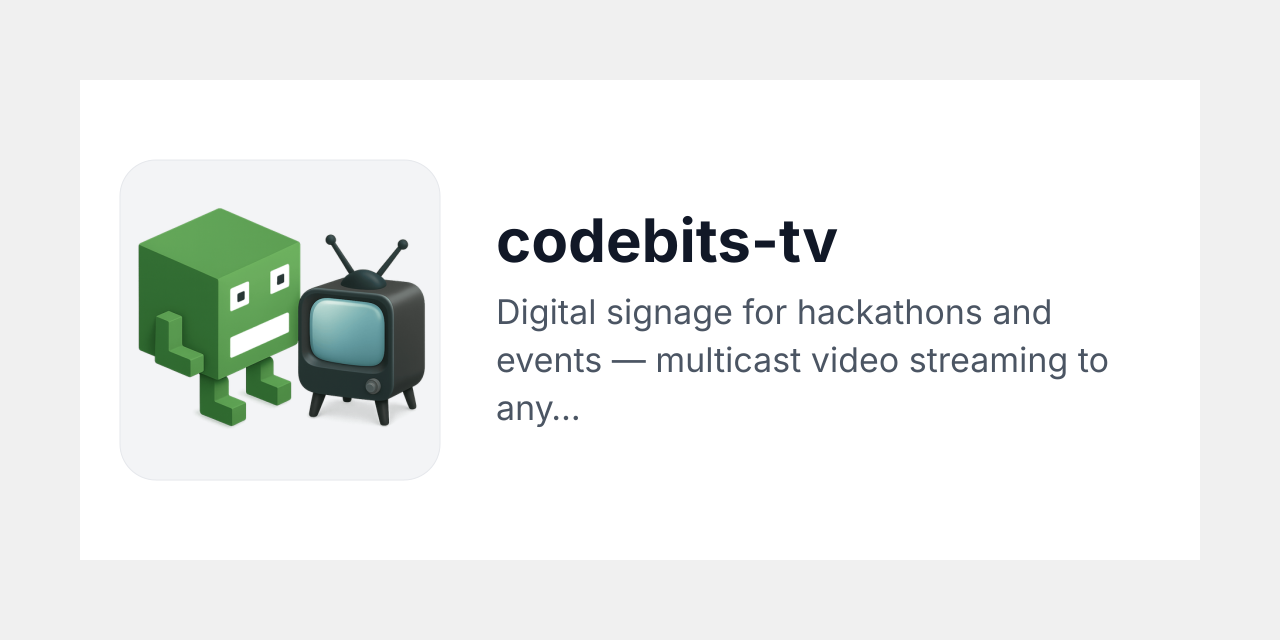 codebits-tv
Digital signage for hackathons and
events — multicast video streaming to
any...